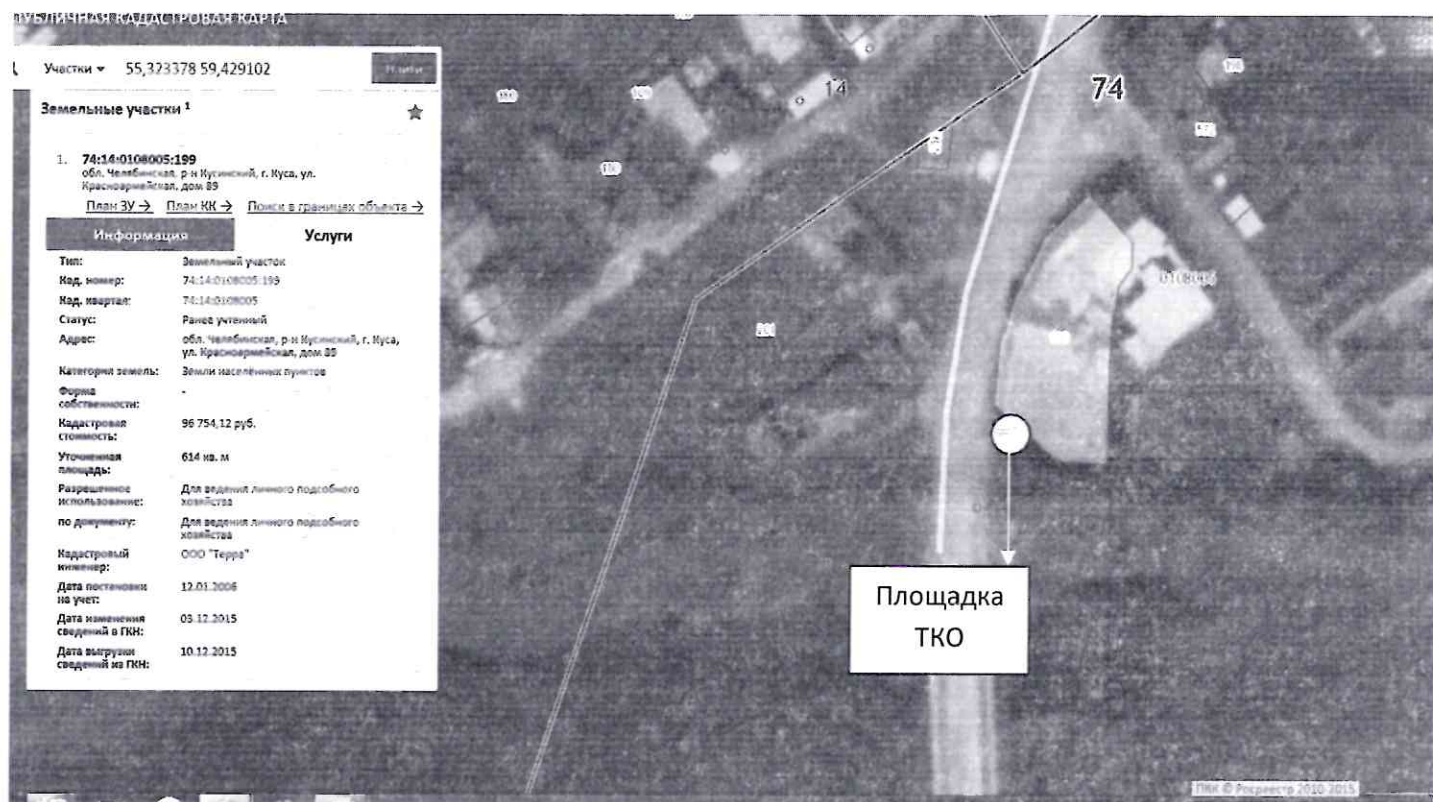 ПУБЛИЧНАЯ КАДАСТРОВАЯ КАРТА
Участки 55,323378 59,429102
Найти
Земельные участки 1
1. 74:14:0108005:199
обл. Челябинская, р-н Кусинский, г. Куса, ул.
Красноармейская, дом 89
План ЗУ → План КК → Поиск в границах объекта →
Информация Услуги
Тип: Земельный участок
Кад. номер: 74:14:0108005:199
Кад. квартал: 74:14:0108005
Статус: Ранее учтенный
Адрес: обл. Челябинская, р-н Кусинский, г. Куса,
ул. Красноармейская, дом 89
Категория земель: Земли населённых пунктов
Форма
собственности: -
Кадастровая
стоимость: 96 754,12 руб.
Уточненная
площадь: 614 кв. м
Разрешенное
использование: Для ведения личного подсобного
хозяйства
по документу: Для ведения личного подсобного
хозяйства
Кадастровый
инженер: ООО "Терра"
Дата постановки
на учет: 12.01.2006
Дата изменения
сведений в ГКН: 03.12.2015
Дата выгрузки
сведений из ГКН: 10.12.2015
14
74
201
Площадка
ТКО
ПКК © Росреестр 2010-2015